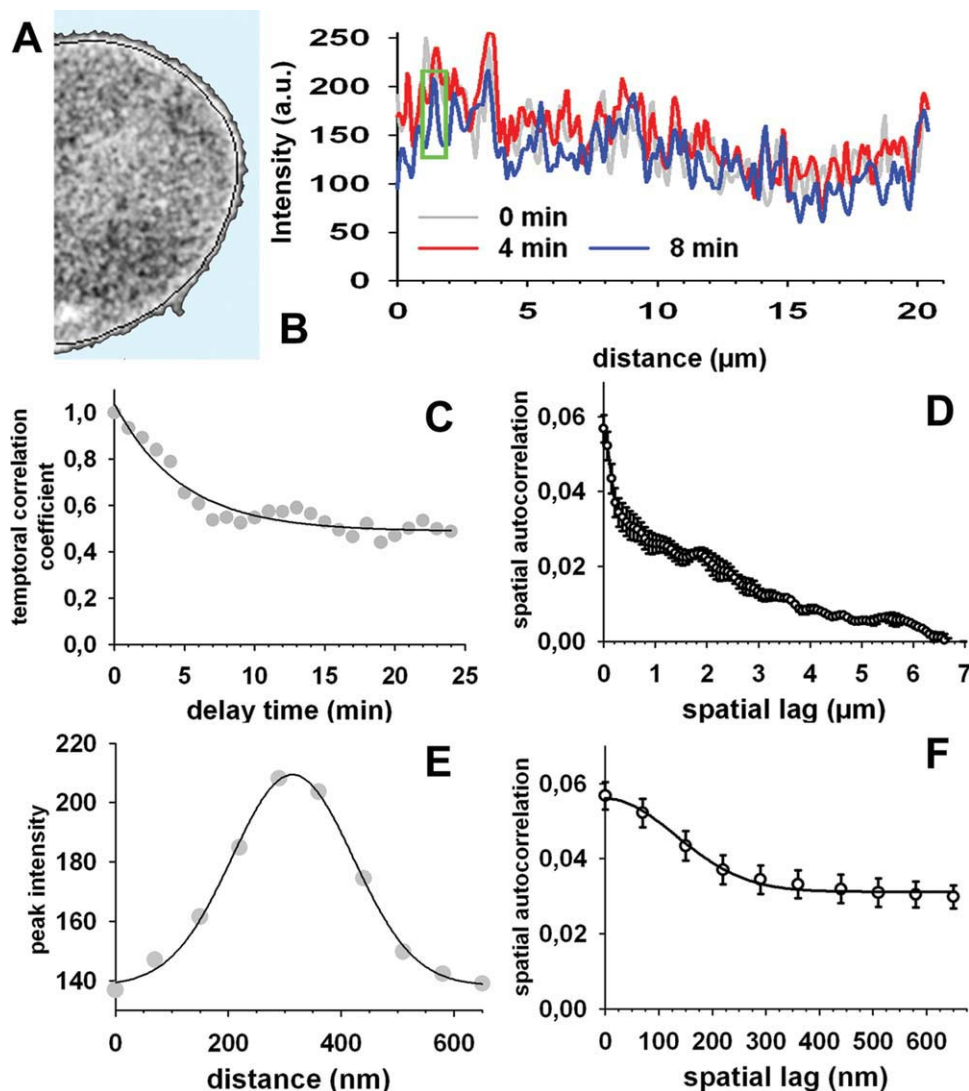 A
B
Intensity (a.u.)
250
200
150
100
50
0
0 min
4 min
8 min
0 5 10 15 20
distance (µm)
C
temptoral correlation
coefficient
1,0
0,8
0,6
0,4
0,2
0,0
0 5 10 15 20 25
delay time (min)
D
spatial autocorrelation
0,06
0,04
0,02
0,00
0 1 2 3 4 5 6 7
spatial lag (µm)
E
peak intensity
220
200
180
160
140
0 200 400 600
distance (nm)
F
spatial autocorrelation
0,06
0,04
0,02
0,00
0 100 200 300 400 500 600
spatial lag (nm)